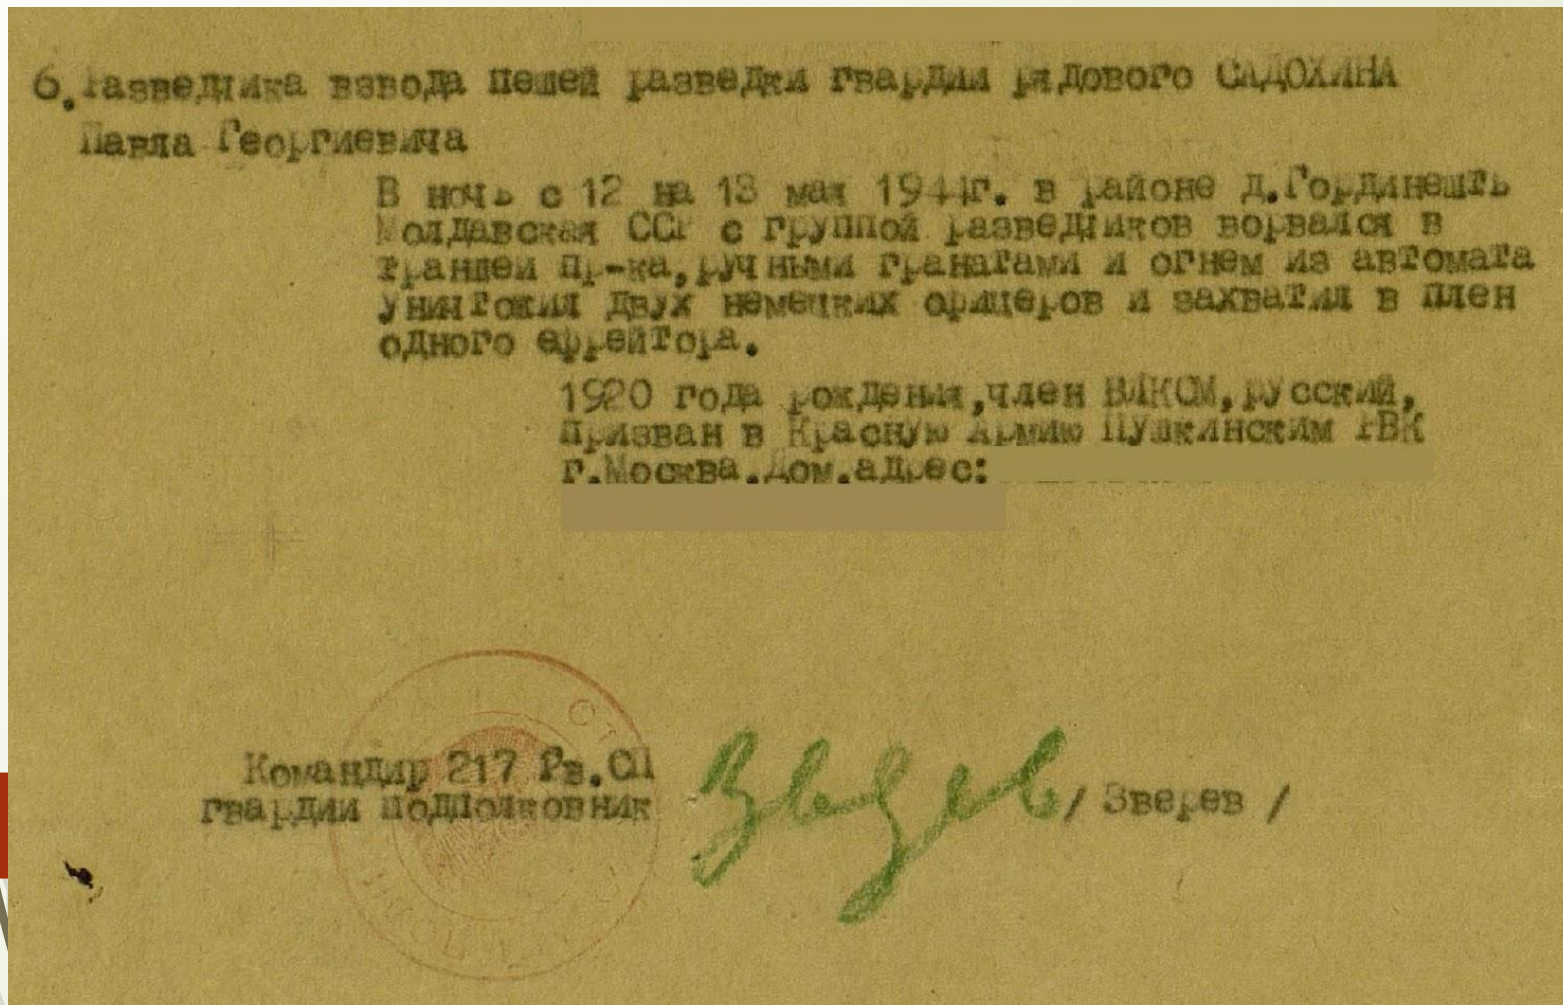 6. Разведчика взвода пешей разведки гвардии рядового САДОХИНА
Павла Георгиевича
В ночь с 12 на 13 мая 1944г. в районе д.Гординешть
Молдавская ССР с группой разведчиков ворвался в
траншеи пр-ка, ручными гранатами и огнем из автомата
уничтожил двух немецких офицеров и захватил в плен
одного ефрейтора.
1920 года рождения, член ВЛКСМ, русский,
призван в Красную Армию Пушкинским РВК
г.Москва. Дом.адрес:
Командир 217 Гв.СП
гвардии подполковник
Зверев / Зверев /